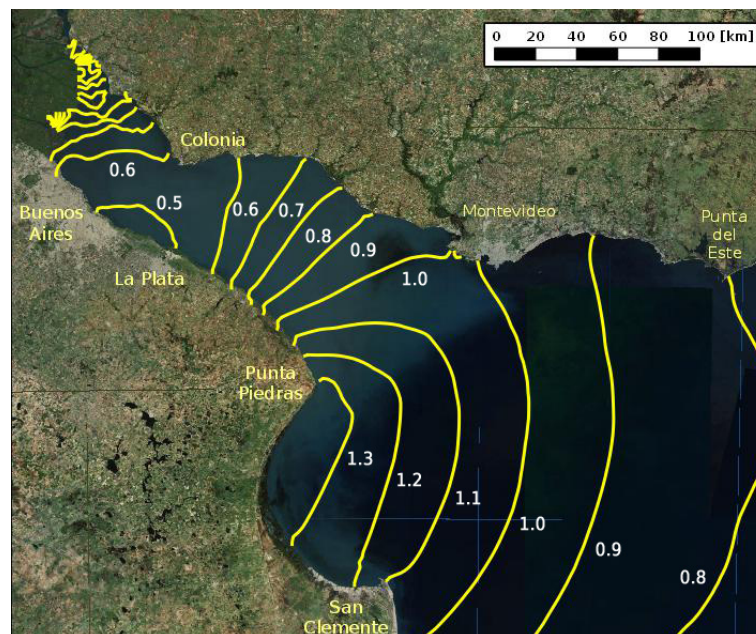 0 20 40 60 80 100 [km]
Colonia
0.6
0.5
0.6
0.7
0.8
0.9
1.0
Montevideo
Punta
del
Este
Buenos
Aires
La Plata
Punta
Piedras
1.3
1.2
1.1
1.0
0.9
0.8
San
Clemente